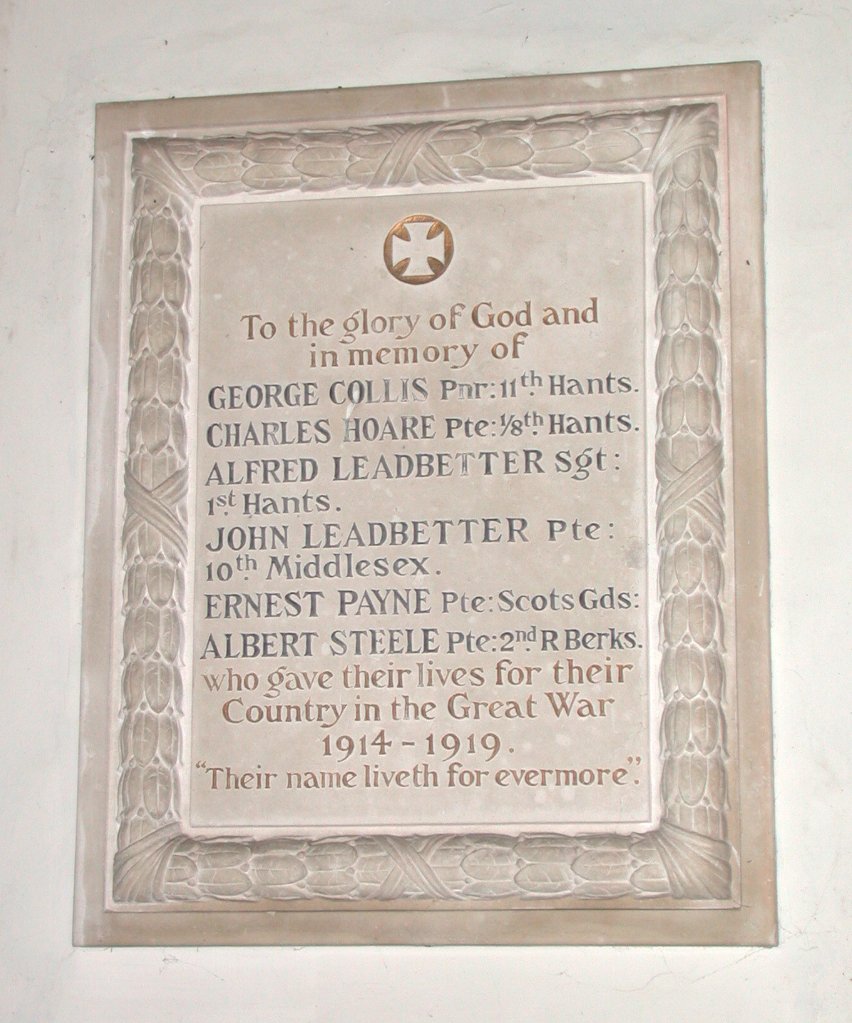 To the glory of God and
in memory of
GEORGE COLLIS Pnr: 11th Hants.
CHARLES HOARE Pte: 1/8th Hants.
ALFRED LEADBETTER Sgt:
1st Hants.
JOHN LEADBETTER Pte:
10th Middlesex.
ERNEST PAYNE Pte: Scots Gds:
ALBERT STEELE Pte: 2nd R Berks.
who gave their lives for their
Country in the Great War
1914 - 1919.
"Their name liveth for evermore".